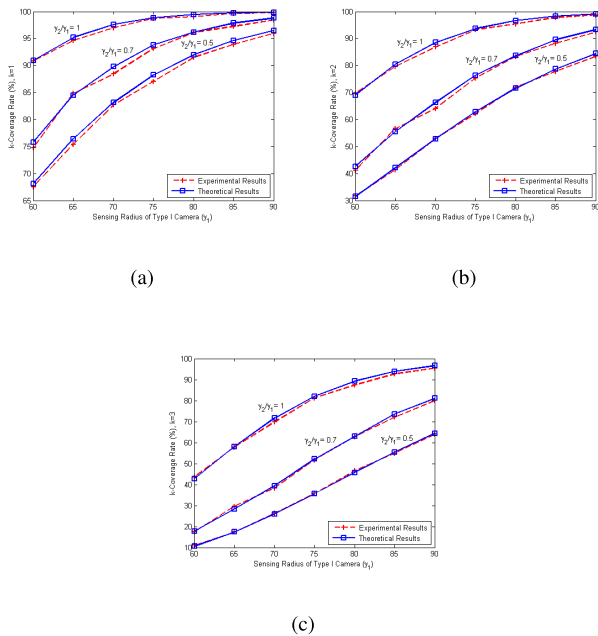 100
95
90
85
80
75
70
65
k-Coverage Rate (%), k=1
γ₂/γ₁= 1
γ₂/γ₁= 0.7
γ₂/γ₁= 0.5
Experimental Results
Theoretical Results
60 65 70 75 80 85 90
Sensing Radius of Type I Camera (γ₁)
(a)
100
90
80
70
60
50
40
30
k-Coverage Rate (%), k=2
γ₂/γ₁= 1
γ₂/γ₁= 0.7
γ₂/γ₁= 0.5
Experimental Results
Theoretical Results
60 65 70 75 80 85 90
Sensing Radius of Type I Camera (γ₁)
(b)
100
90
80
70
60
50
40
30
20
10
k-Coverage Rate (%), k=3
γ₂/γ₁= 1
γ₂/γ₁= 0.7
γ₂/γ₁= 0.5
Experimental Results
Theoretical Results
60 65 70 75 80 85 90
Sensing Radius of Type I Camera (γ₁)
(c)